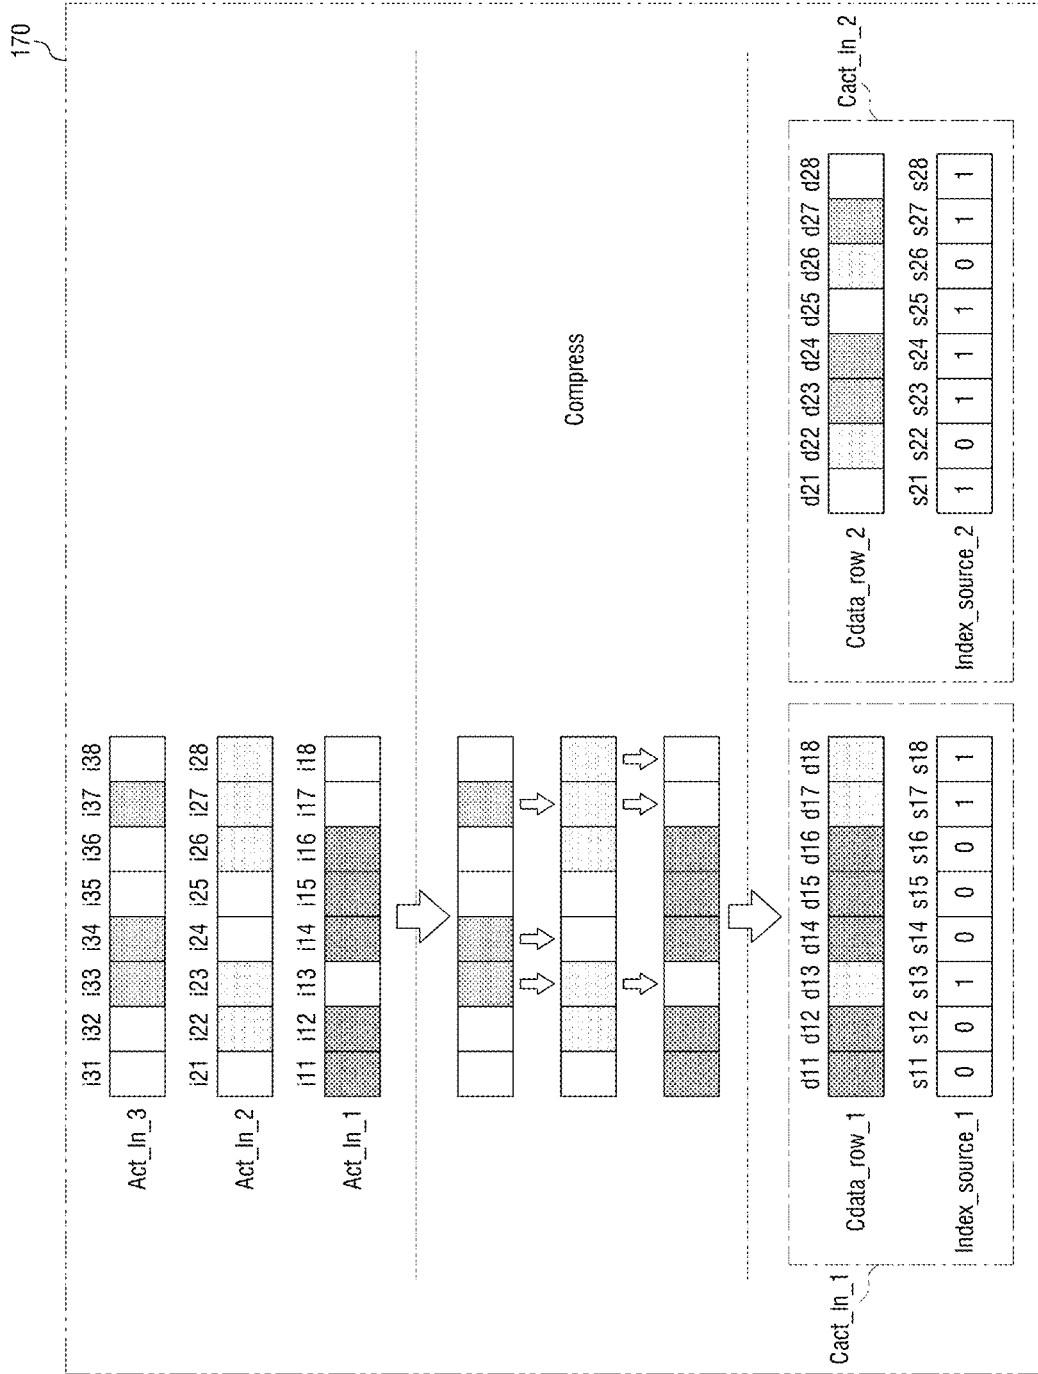 170
i31 i32 i33 i34 i35 i36 i37 i38
Act_In_3
i21 i22 i23 i24 i25 i26 i27 i28
Act_In_2
i11 i12 i13 i14 i15 i16 i17 i18
Act_In_1
Compress
Cact_In_1
d11 d12 d13 d14 d15 d16 d17 d18
Cdata_row_1
s11 s12 s13 s14 s15 s16 s17 s18
Index_source_1 0 0 1 0 0 0 1 1
Cact_In_2
d21 d22 d23 d24 d25 d26 d27 d28
Cdata_row_2
s21 s22 s23 s24 s25 s26 s27 s28
Index_source_2 1 0 1 1 1 0 1 1